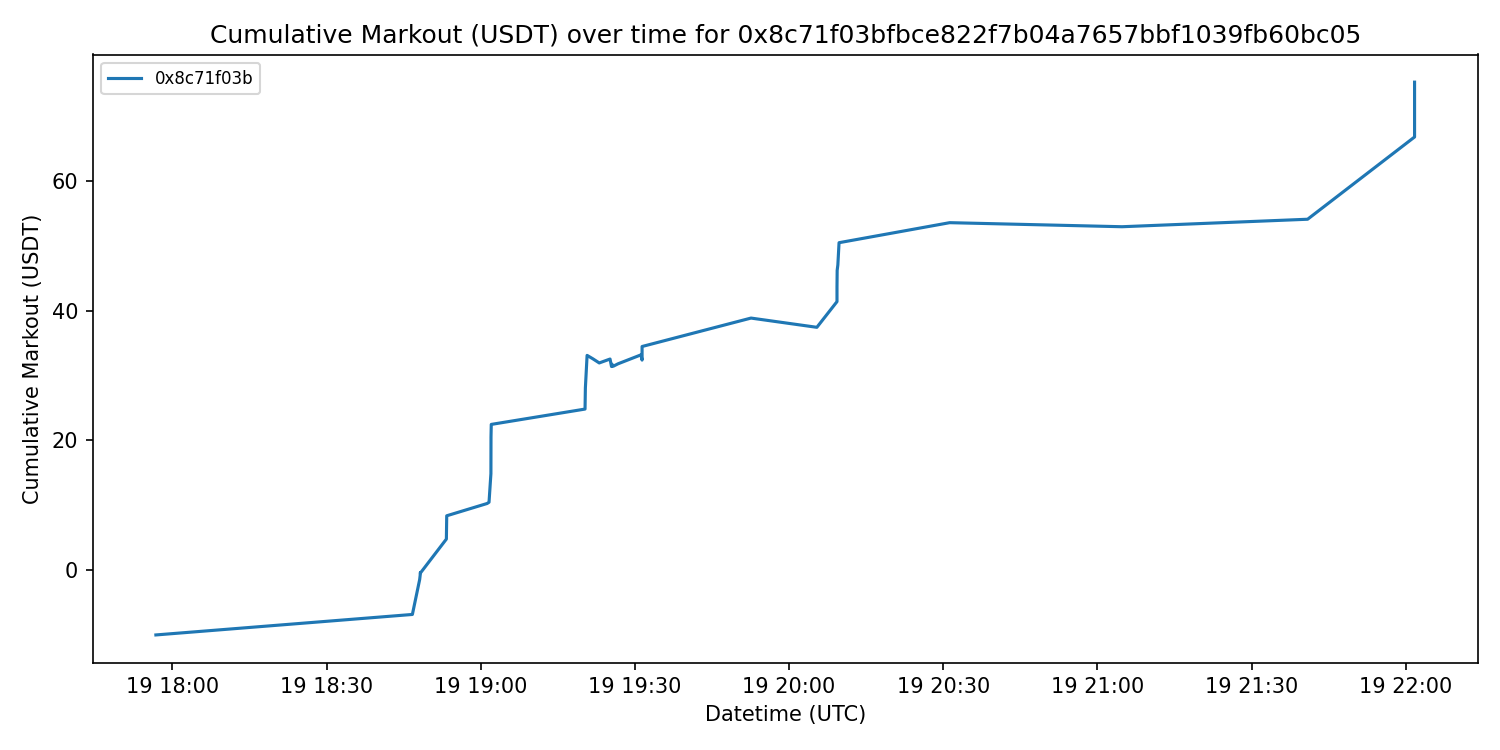 Cumulative Markout (USDT) over time for 0x8c71f03bfbce822f7b04a7657bbf1039fb60bc05
0x8c71f03b
Cumulative Markout (USDT)
60
40
20
0
19 18:00 19 18:30 19 19:00 19 19:30 19 20:00 19 20:30 19 21:00 19 21:30 19 22:00
Datetime (UTC)